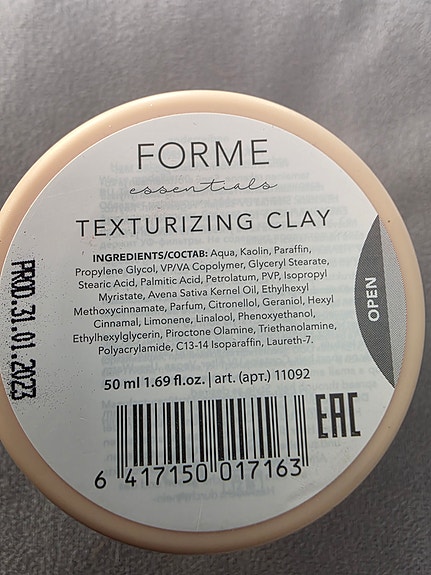 FORME
essentials
TEXTURIZING CLAY
INGREDIENTS/СОСТАВ: Aqua, Kaolin, Paraffin,
Propylene Glycol, VP/VA Copolymer, Glyceryl Stearate,
Stearic Acid, Palmitic Acid, Petrolatum, PVP, Isopropyl
Myristate, Avena Sativa Kernel Oil, Ethylhexyl
Methoxycinnamate, Parfum, Citronellol, Geraniol, Hexyl
Cinnamal, Limonene, Linalool, Phenoxyethanol,
Ethylhexylglycerin, Piroctone Olamine, Triethanolamine,
Polyacrylamide, C13-14 Isoparaffin, Laureth-7.
50 ml 1.69 fl.oz. | art. (арт.) 11092
6 417150 017163
EAC
OPEN
PROD.31.01.2023